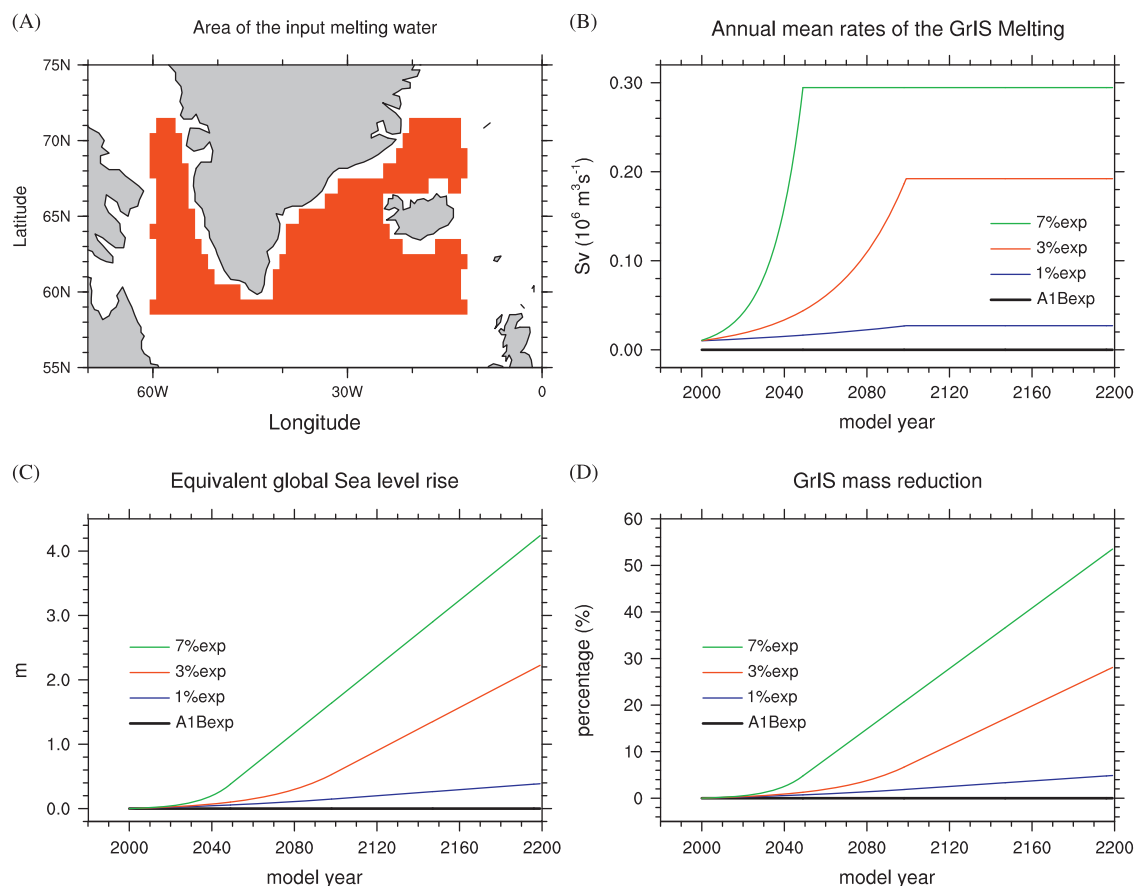 (A)
Area of the input melting water
75N
70N
65N
60N
55N
Latitude
60W
30W
0
Longitude
(B)
Annual mean rates of the GrIS Melting
0.30
0.20
0.10
0.00
Sv (10⁶ m³s⁻¹)
7%exp
3%exp
1%exp
A1Bexp
2000 2040 2080 2120 2160 2200
model year
(C)
Equivalent global Sea level rise
4.0
3.0
2.0
1.0
0.0
m
7%exp
3%exp
1%exp
A1Bexp
2000 2040 2080 2120 2160 2200
model year
(D)
GrIS mass reduction
60
50
40
30
20
10
0
percentage (%)
7%exp
3%exp
1%exp
A1Bexp
2000 2040 2080 2120 2160 2200
model year